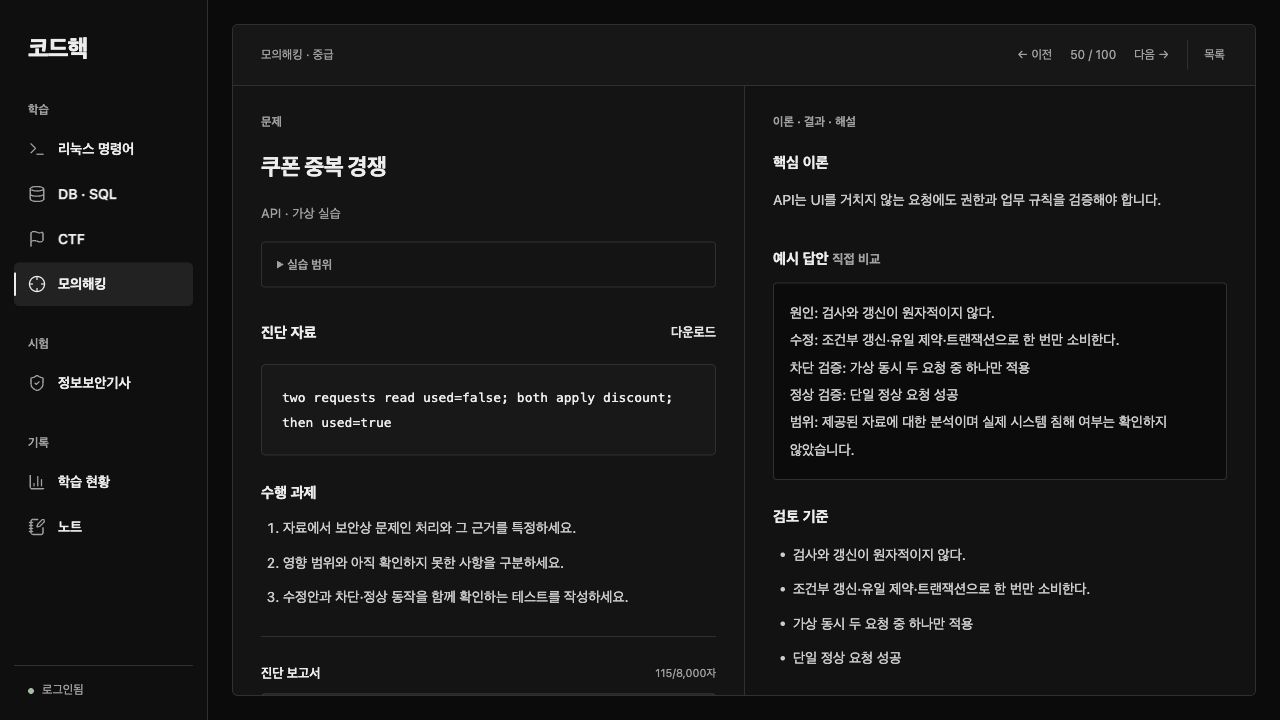 코드핵
학습
리눅스 명령어
DB · SQL
CTF
모의해킹
시험
정보보안기사
기록
학습 현황
노트
로그인됨
모의해킹 · 중급
← 이전 50 / 100 다음 → 목록
문제
쿠폰 중복 경쟁
API · 가상 실습
▶ 실습 범위
진단 자료 다운로드
two requests read used=false; both apply discount;
then used=true
수행 과제
1. 자료에서 보안상 문제인 처리와 그 근거를 특정하세요.
2. 영향 범위와 아직 확인하지 못한 사항을 구분하세요.
3. 수정안과 차단·정상 동작을 함께 확인하는 테스트를 작성하세요.
진단 보고서 115/8,000자
이론 · 결과 · 해설
핵심 이론
API는 UI를 거치지 않는 요청에도 권한과 업무 규칙을 검증해야 합니다.
예시 답안 직접 비교
원인: 검사와 갱신이 원자적이지 않다.
수정: 조건부 갱신·유일 제약·트랜잭션으로 한 번만 소비한다.
차단 검증: 가상 동시 두 요청 중 하나만 적용
정상 검증: 단일 정상 요청 성공
범위: 제공된 자료에 대한 분석이며 실제 시스템 침해 여부는 확인하지
않았습니다.
검토 기준
• 검사와 갱신이 원자적이지 않다.
• 조건부 갱신·유일 제약·트랜잭션으로 한 번만 소비한다.
• 가상 동시 두 요청 중 하나만 적용
• 단일 정상 요청 성공